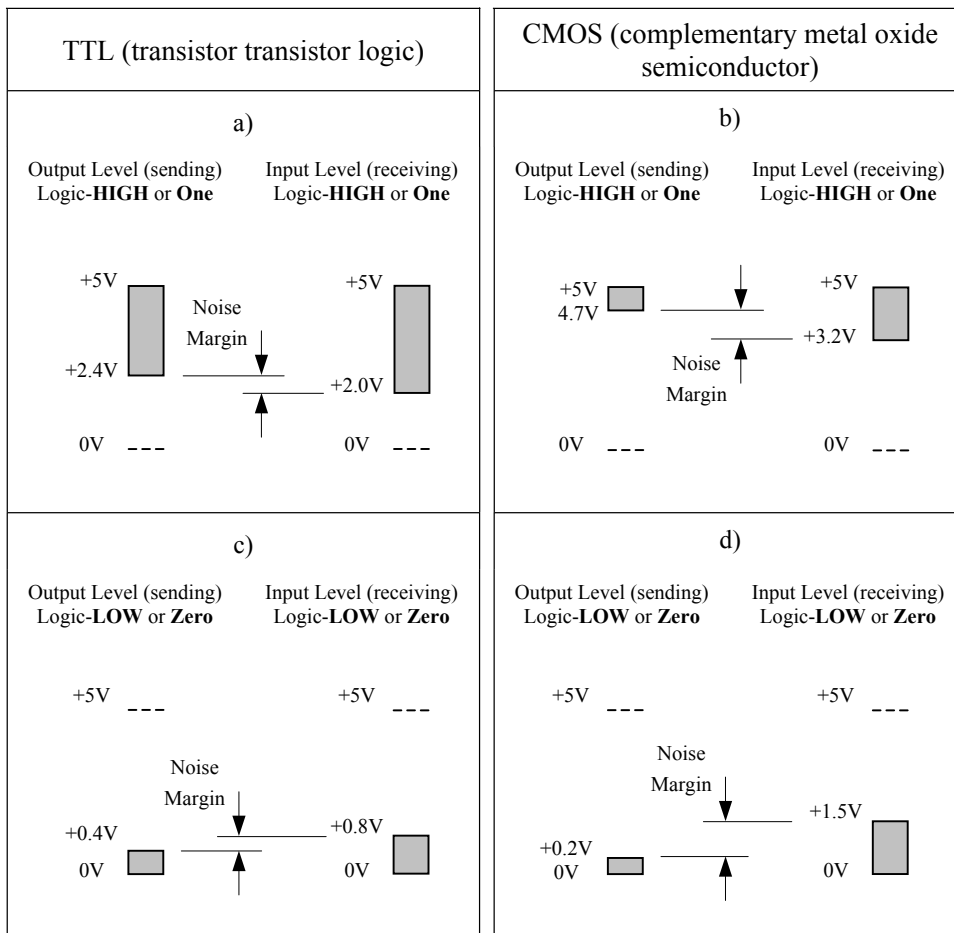 TTL (transistor transistor logic)
CMOS (complementary metal oxide
semiconductor)
a)
Output Level (sending)
Logic-HIGH or One
Input Level (receiving)
Logic-HIGH or One
+5V
+5V
Noise
Margin
+2.4V
+2.0V
0V
0V
b)
Output Level (sending)
Logic-HIGH or One
Input Level (receiving)
Logic-HIGH or One
+5V
4.7V
+5V
+3.2V
Noise
Margin
0V
0V
c)
Output Level (sending)
Logic-LOW or Zero
Input Level (receiving)
Logic-LOW or Zero
+5V
+5V
Noise
Margin
+0.4V
+0.8V
0V
0V
d)
Output Level (sending)
Logic-LOW or Zero
Input Level (receiving)
Logic-LOW or Zero
+5V
+5V
Noise
Margin
+1.5V
+0.2V
0V
0V